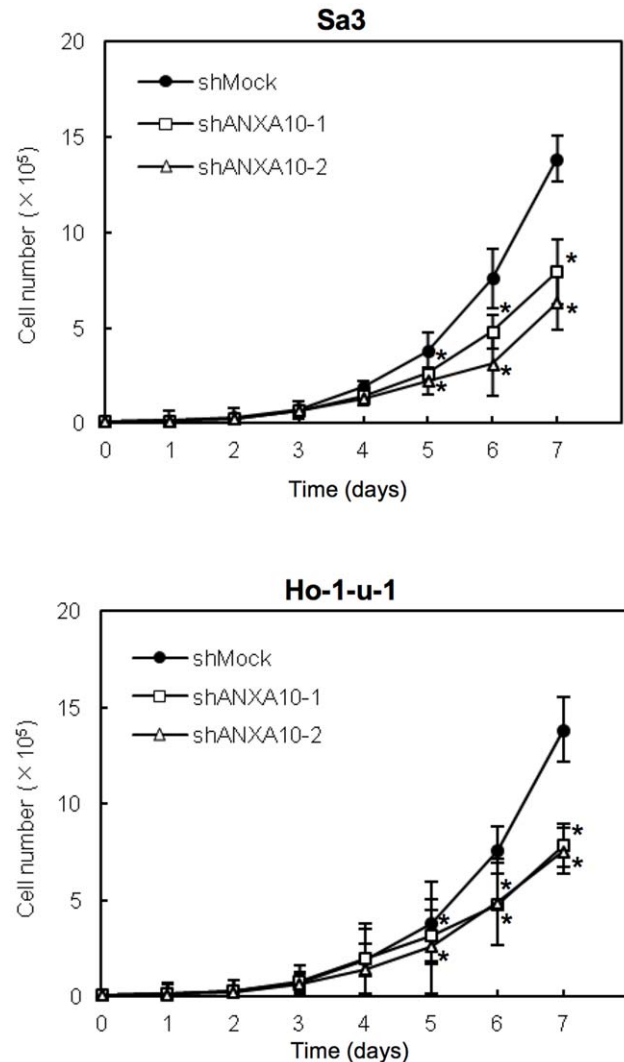 Sa3
20
15
10
5
0
Cell number ( × 10⁵)
shMock
shANXA10-1
shANXA10-2
*
*
*
*
*
*
0 1 2 3 4 5 6 7
Time (days)
Ho-1-u-1
20
15
10
5
0
Cell number ( × 10⁵)
shMock
shANXA10-1
shANXA10-2
*
*
*
*
*
*
0 1 2 3 4 5 6 7
Time (days)